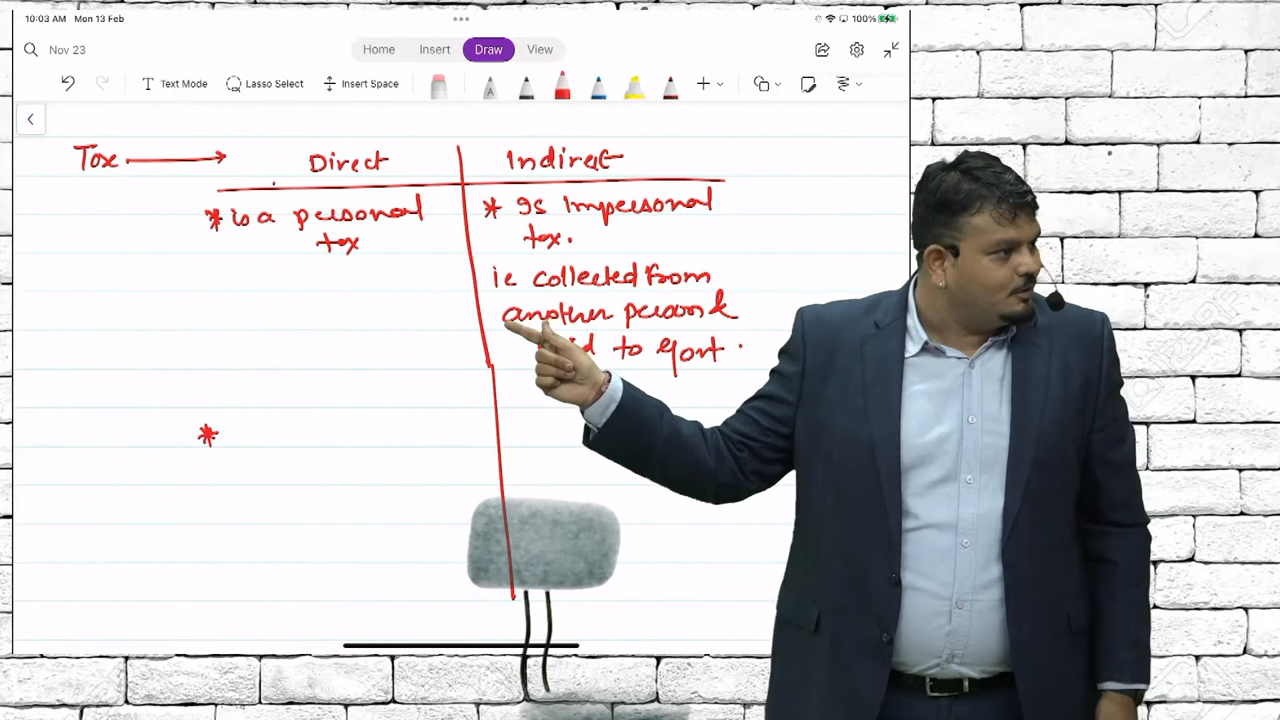 10:03 AM Mon 13 Feb
100%
Nov 23
Home Insert Draw View
Text Mode Lasso Select Insert Space
Tax Direct Indirect
* is a personal
tax
* Is Impersonal
tax.
ie collected from
another person &
to Govt.
*